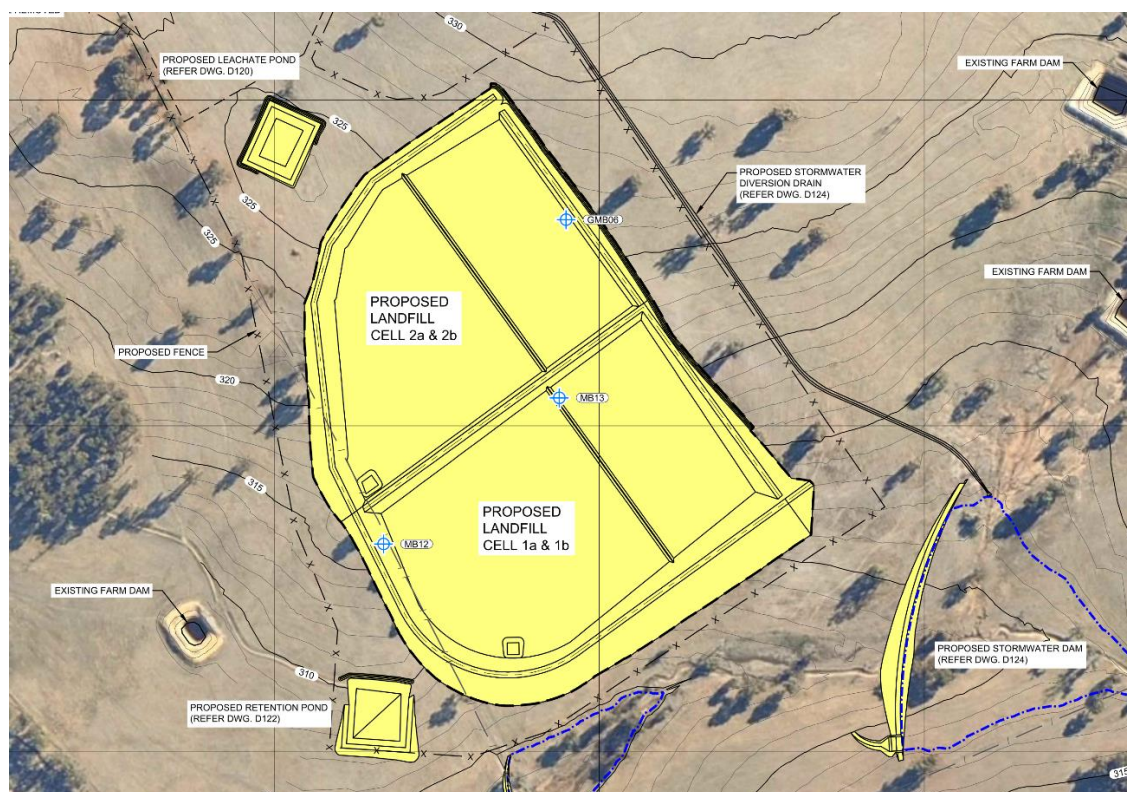 330
PROPOSED LEACHATE POND
(REFER DWG. D120)
EXISTING FARM DAM
325
PROPOSED STORMWATER
DIVERSION DRAIN
(REFER DWG. D124)
325
GMB06
325
EXISTING FARM DAM
PROPOSED
LANDFILL
CELL 2a & 2b
PROPOSED FENCE
320
MB13
315
PROPOSED
LANDFILL
CELL 1a & 1b
MB12
EXISTING FARM DAM
PROPOSED STORMWATER DAM
(REFER DWG. D124)
310
PROPOSED RETENTION POND
(REFER DWG. D122)
315